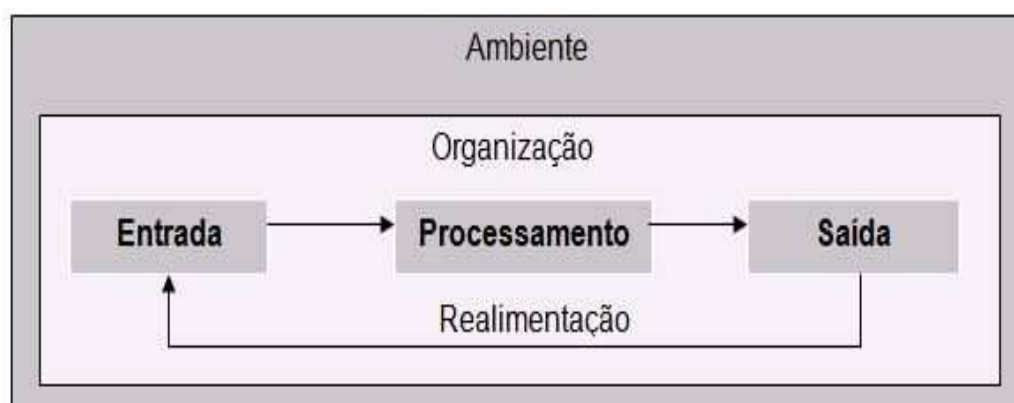 Ambiente
Organização
Entrada
Processamento
Saída
Realimentação